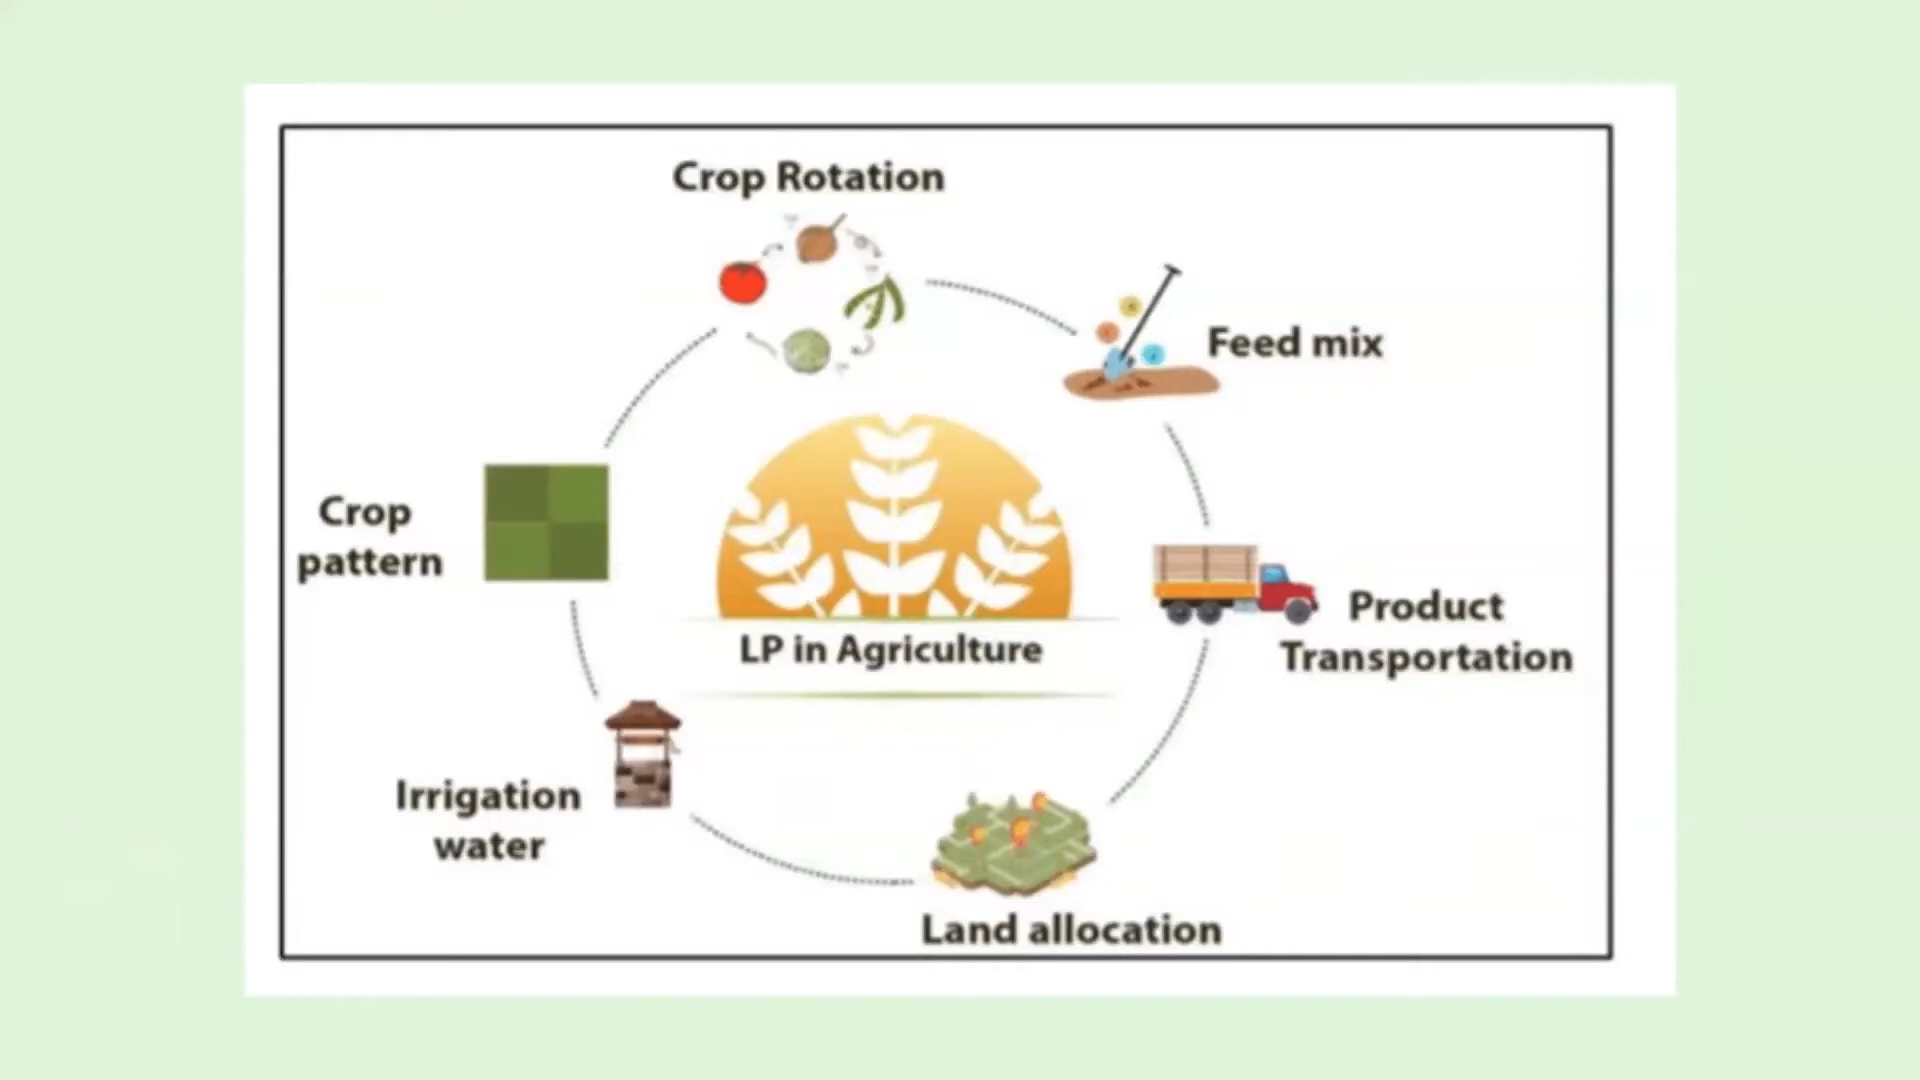 Crop Rotation
Feed mix
Crop
pattern
LP in Agriculture
Product
Transportation
Irrigation
water
Land allocation